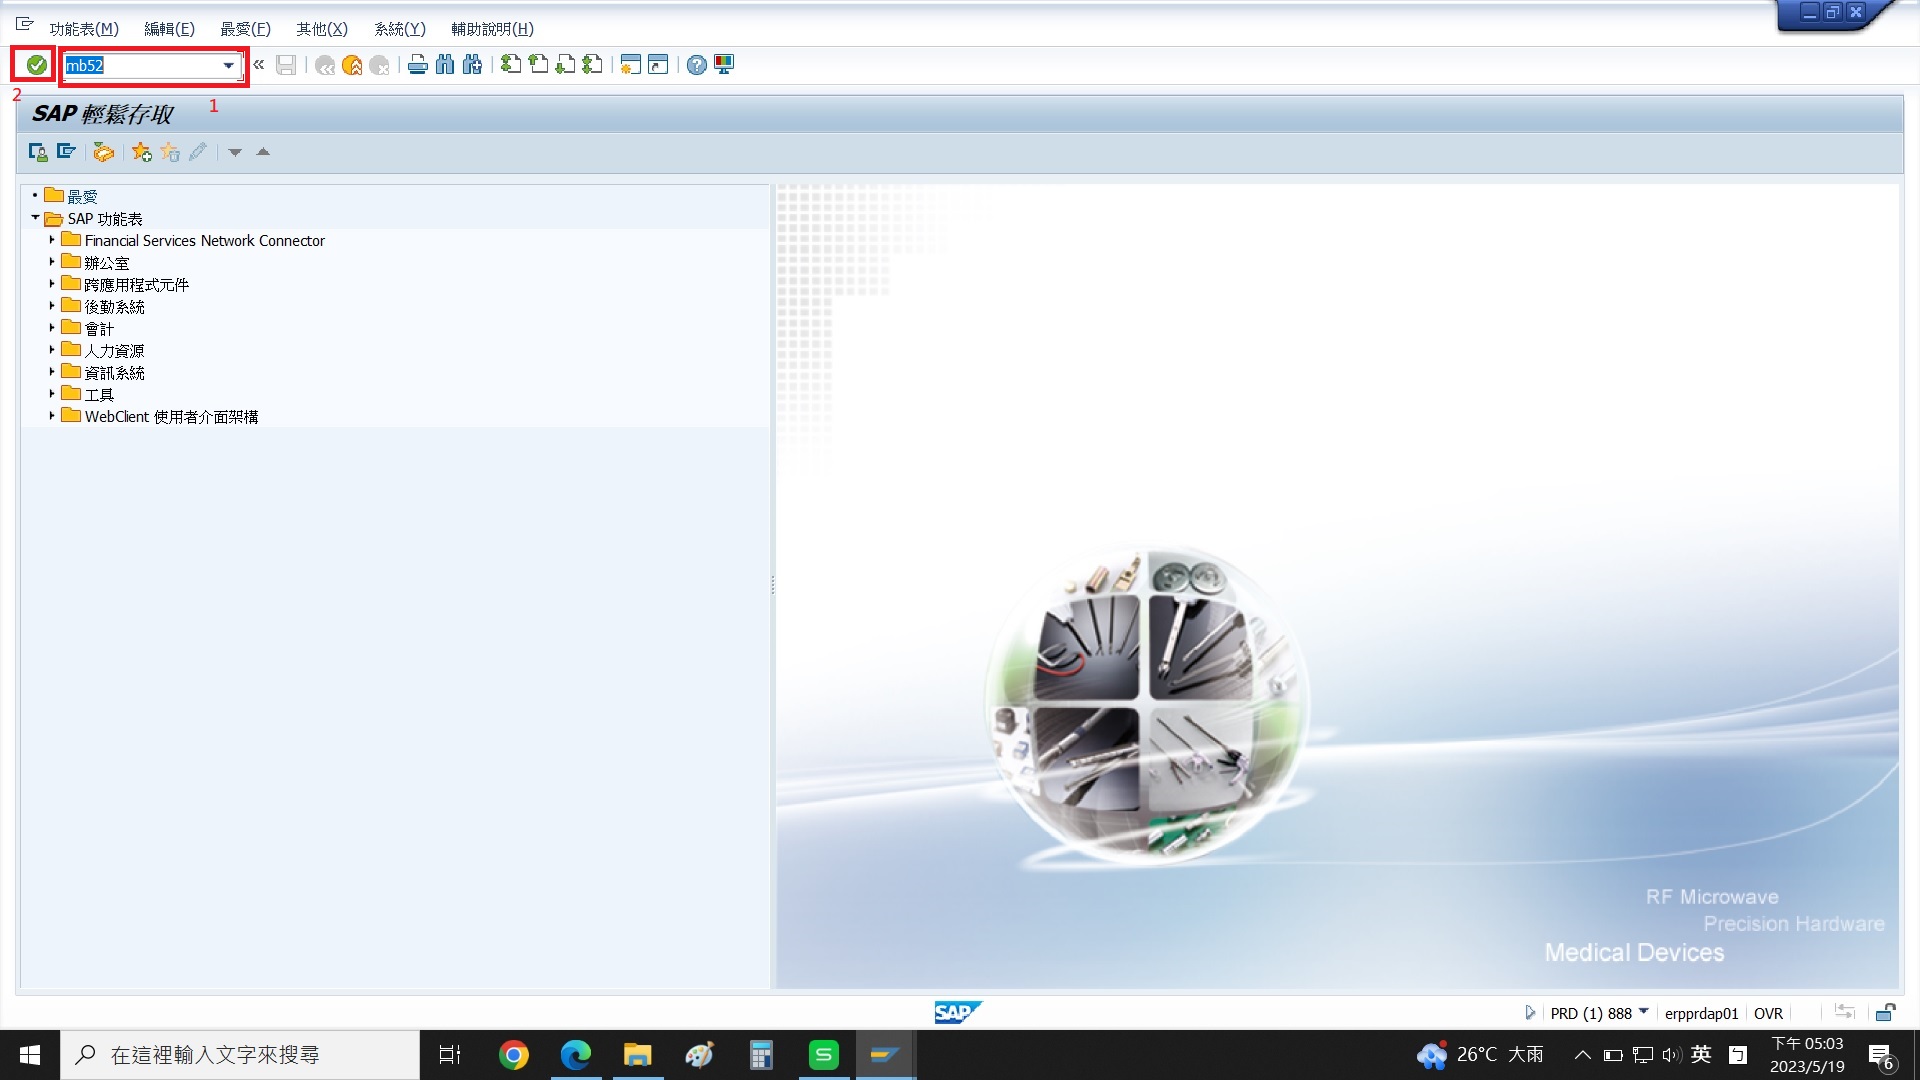 功能表(M) 編輯(E) 最愛(F) 其他(X) 系統(Y) 輔助說明(H)
mb52
2
1
SAP 輕鬆存取
最愛
SAP 功能表
Financial Services Network Connector
辦公室
跨應用程式元件
後勤系統
會計
人力資源
資訊系統
工具
WebClient 使用者介面架構
RF Microwave
Precision Hardware
Medical Devices
SAP
PRD (1) 888 erpprdap01 OVR
在這裡輸入文字來搜尋
S
26°C 大雨
英
下午 05:03
2023/5/19
6